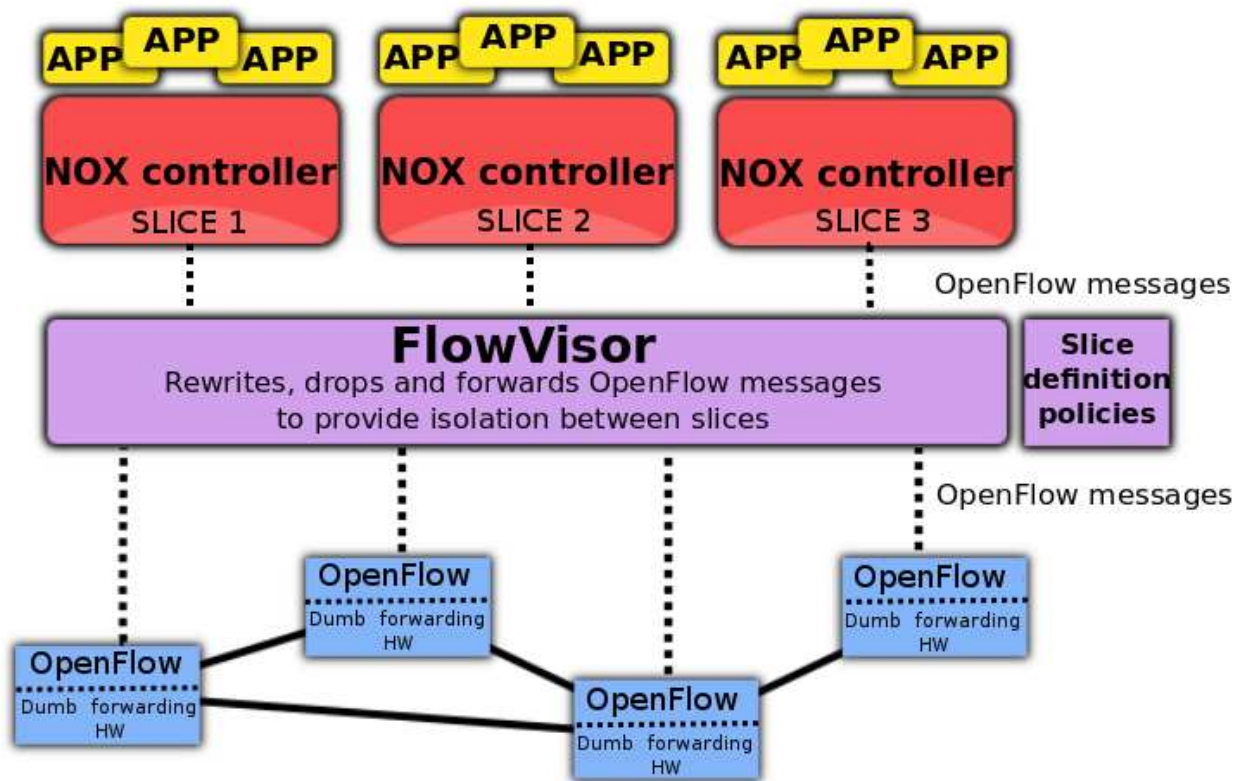 APP
APP
APP
APP
APP
APP
APP
APP
APP
NOX controller
SLICE 1
NOX controller
SLICE 2
NOX controller
SLICE 3
OpenFlow messages
FlowVisor
Rewrites, drops and forwards OpenFlow messages
to provide isolation between slices
Slice
definition
policies
OpenFlow messages
OpenFlow
Dumb forwarding
HW
OpenFlow
Dumb forwarding
HW
OpenFlow
Dumb forwarding
HW
OpenFlow
Dumb forwarding
HW